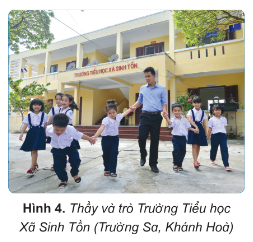 TRƯỜNG TIỂU HỌC XÃ SINH TỒN
Hình 4. Thầy và trò Trường Tiểu học
Xã Sinh Tồn (Trường Sa, Khánh Hoà)